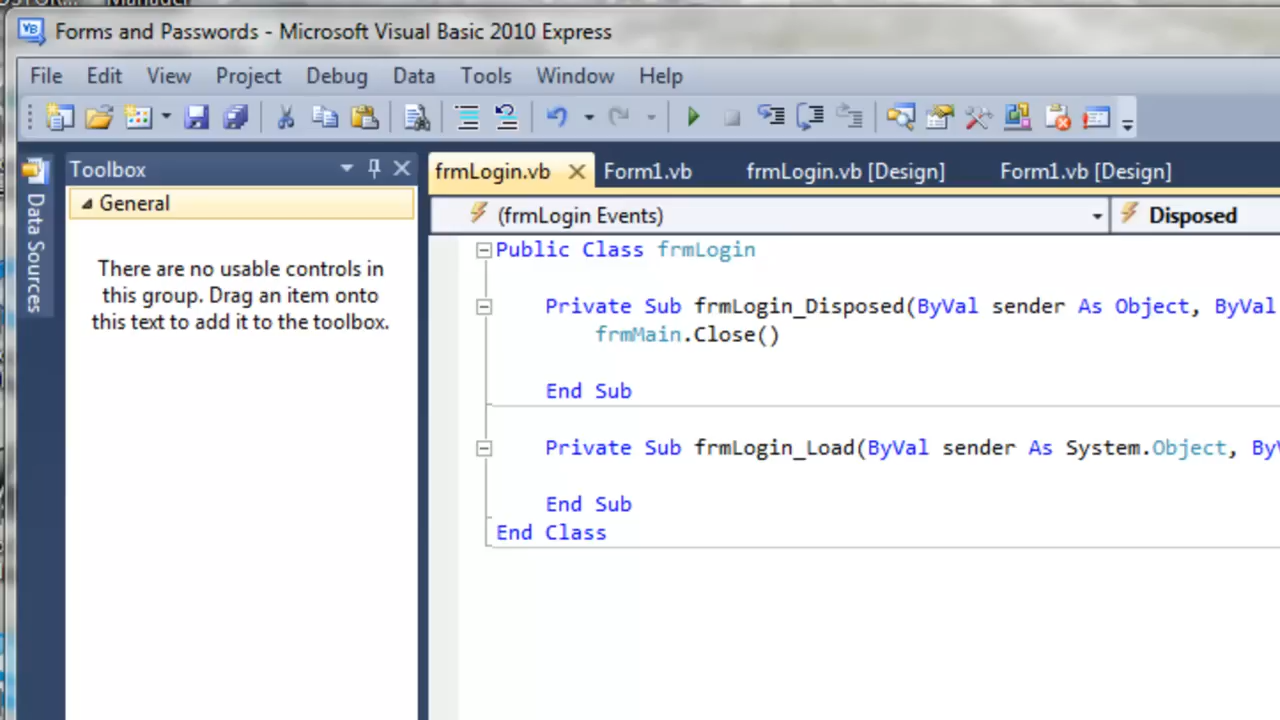 Forms and Passwords - Microsoft Visual Basic 2010 Express
File Edit View Project Debug Data Tools Window Help
Data Sources
Toolbox
General
There are no usable controls in
this group. Drag an item onto
this text to add it to the toolbox.
frmLogin.vb Form1.vb frmLogin.vb [Design] Form1.vb [Design]
(frmLogin Events) Disposed
Public Class frmLogin
Private Sub frmLogin_Disposed(ByVal sender As Object, ByVal
frmMain.Close()
End Sub
Private Sub frmLogin_Load(ByVal sender As System.Object, ByV
End Sub
End Class